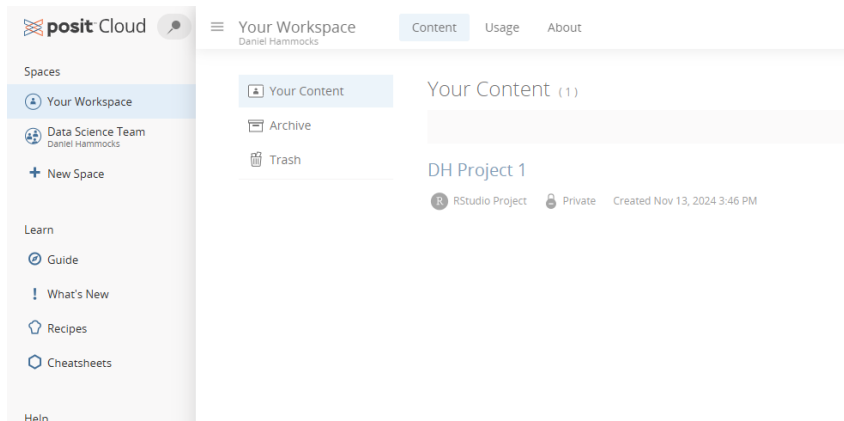 posit Cloud
Spaces
Your Workspace
Data Science Team
Daniel Hammocks
New Space
Learn
Guide
What's New
Recipes
Cheatsheets
Help
Your Workspace
Daniel Hammocks
Content Usage About
Your Content
Archive
Trash
Your Content (1)
DH Project 1
R RStudio Project Private Created Nov 13, 2024 3:46 PM